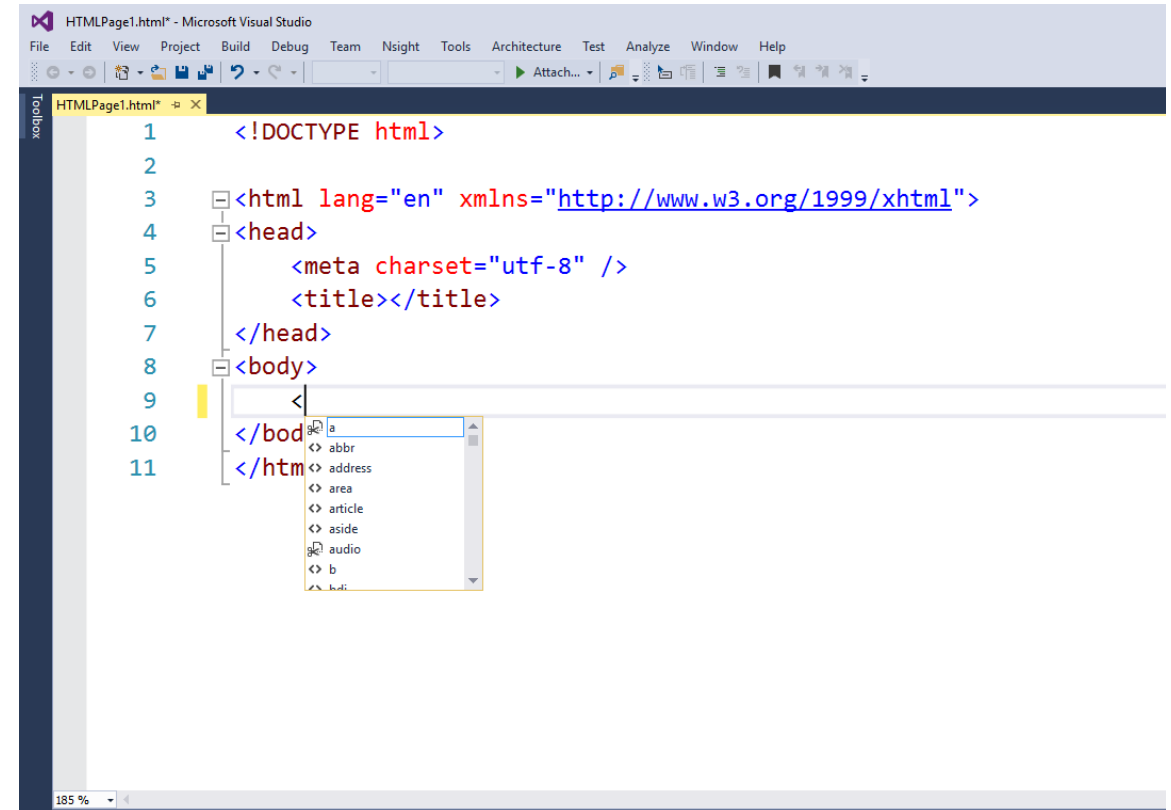 HTMLPage1.html* - Microsoft Visual Studio
File Edit View Project Build Debug Team Nsight Tools Architecture Test Analyze Window Help
Attach...
Toolbox
HTMLPage1.html*
1 <!DOCTYPE html>
2
3 <html lang="en" xmlns="http://www.w3.org/1999/xhtml">
4 <head>
5 <meta charset="utf-8" />
6 <title></title>
7 </head>
8 <body>
9 <
10 </bod
11 </htm
a
abbr
address
area
article
aside
audio
b
bdi
185 %